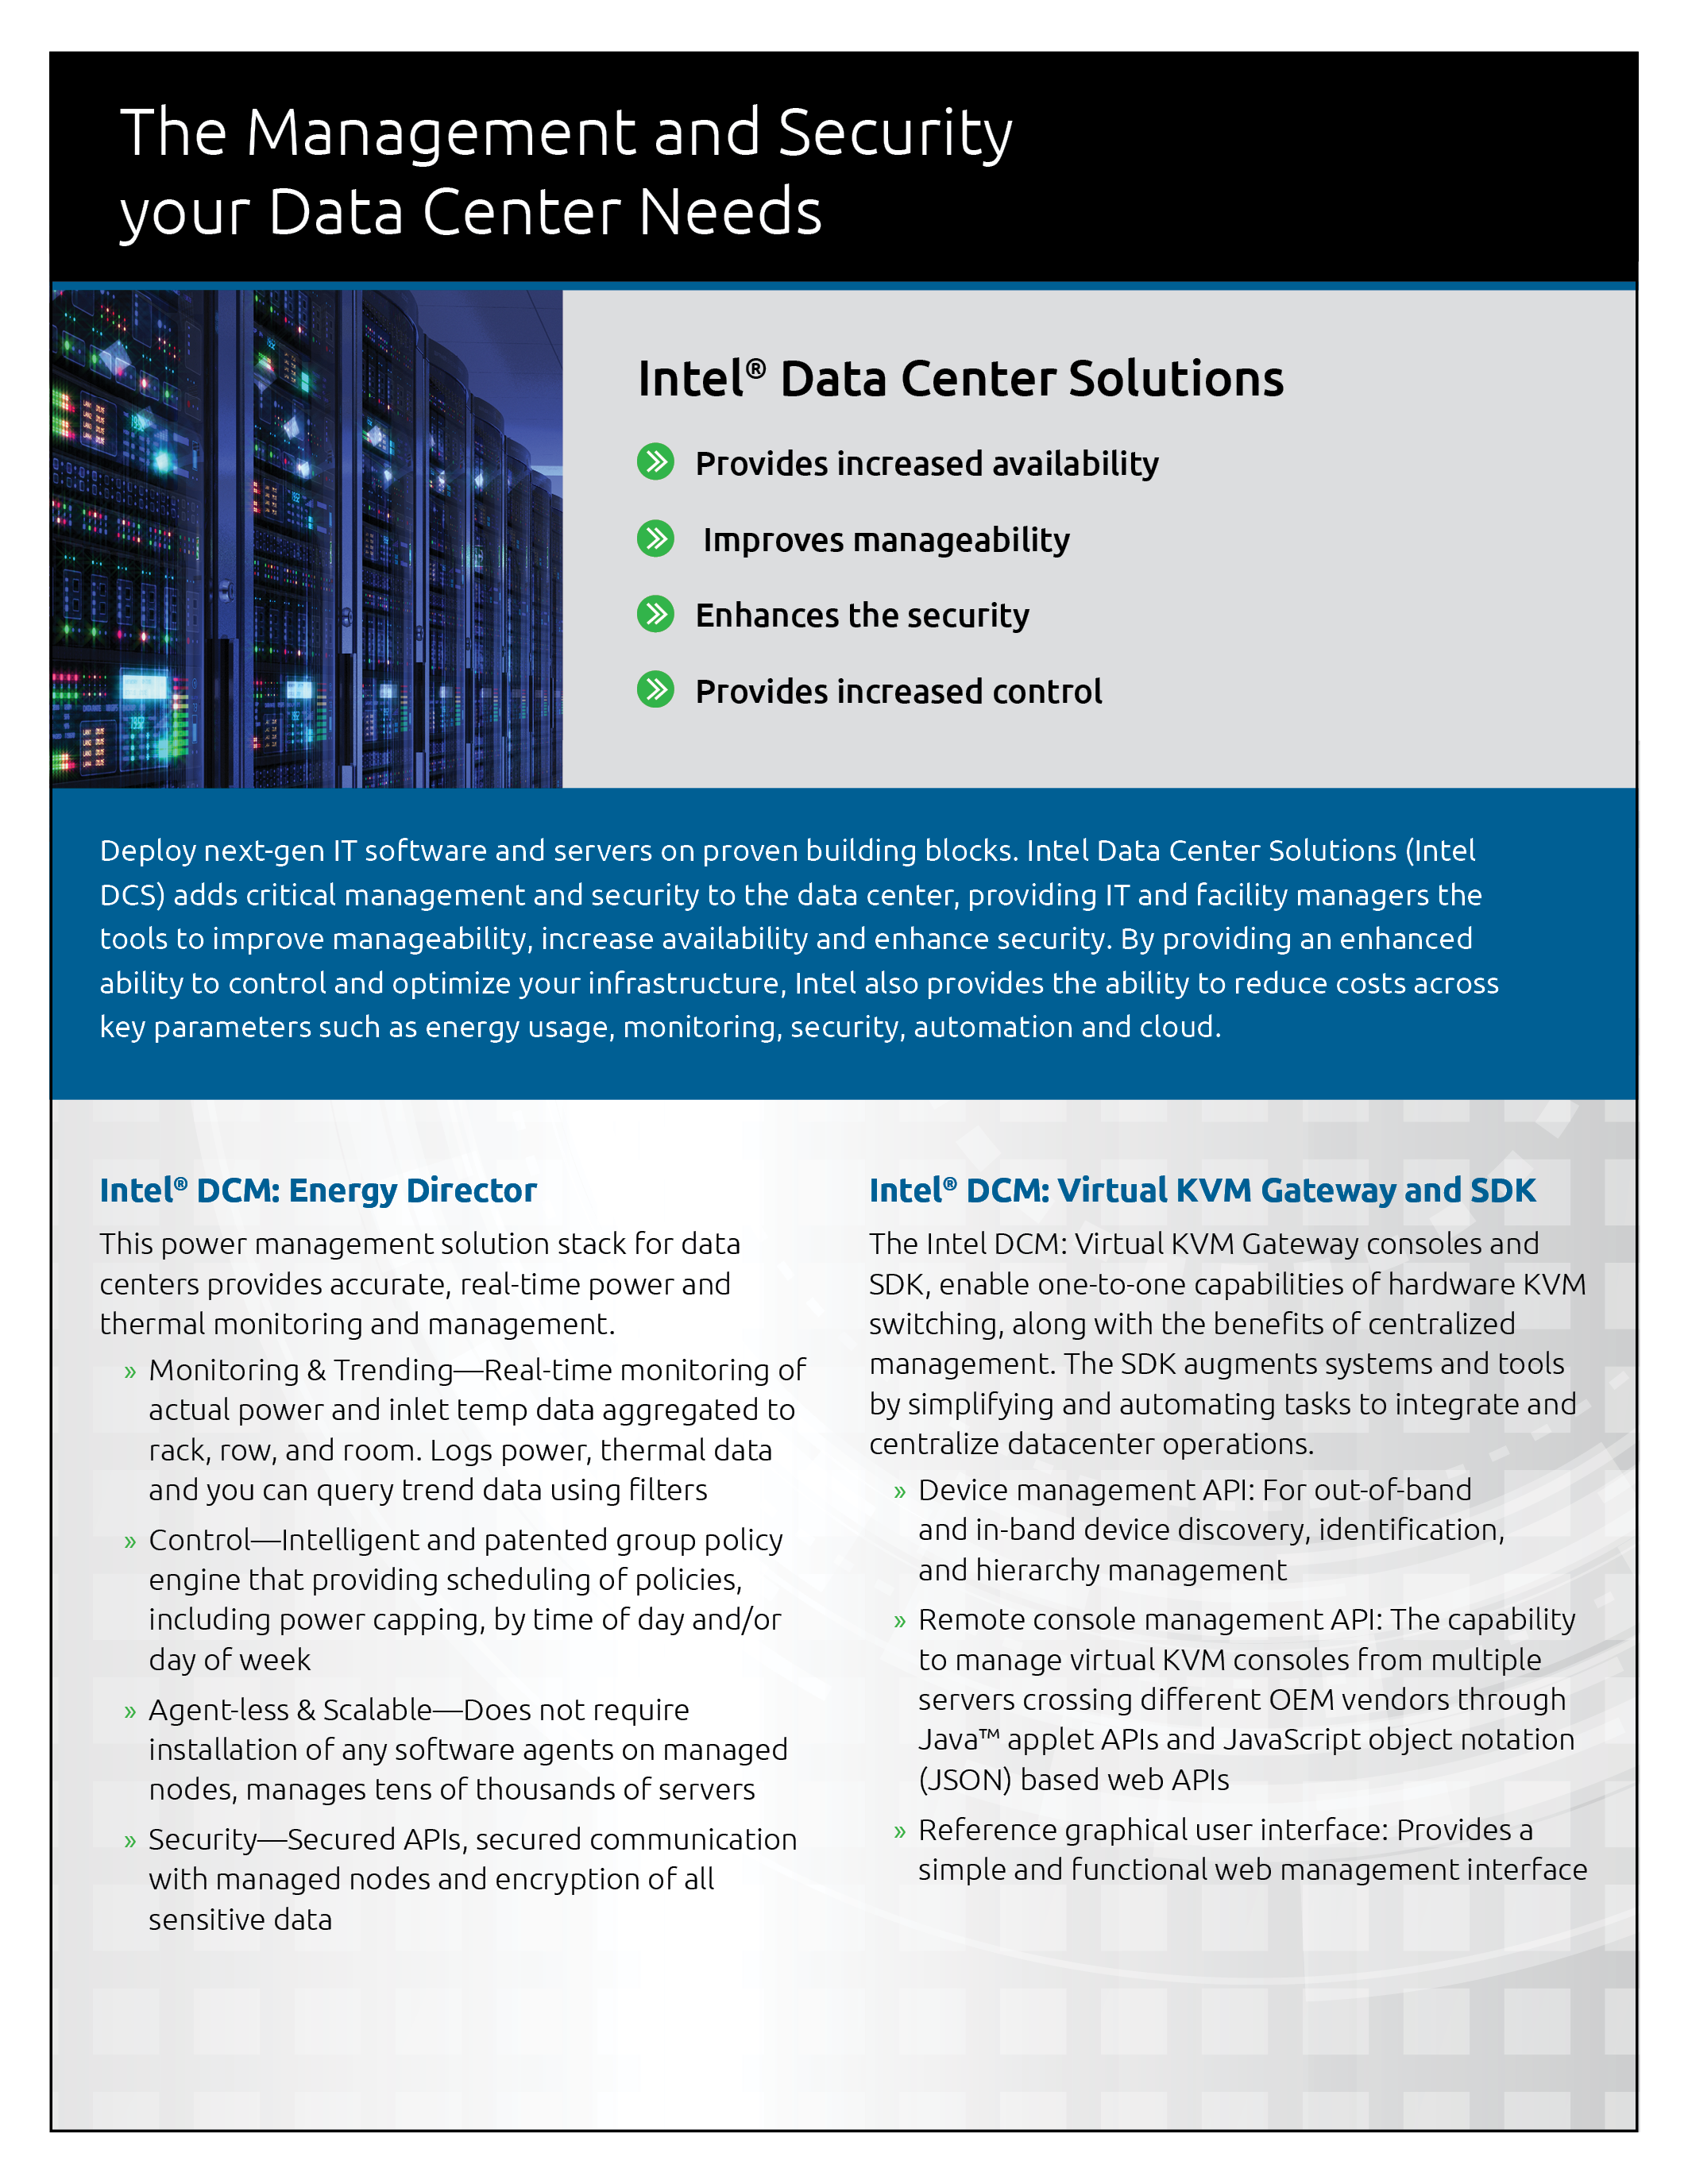 The Management and Security
your Data Center Needs
Intel® Data Center Solutions
Provides increased availability
Improves manageability
Enhances the security
Provides increased control
Deploy next-gen IT software and servers on proven building blocks. Intel Data Center Solutions (Intel
DCS) adds critical management and security to the data center, providing IT and facility managers the
tools to improve manageability, increase availability and enhance security. By providing an enhanced
ability to control and optimize your infrastructure, Intel also provides the ability to reduce costs across
key parameters such as energy usage, monitoring, security, automation and cloud.
Intel® DCM: Energy Director
This power management solution stack for data
centers provides accurate, real-time power and
thermal monitoring and management.
» Monitoring & Trending—Real-time monitoring of
actual power and inlet temp data aggregated to
rack, row, and room. Logs power, thermal data
and you can query trend data using filters
» Control—Intelligent and patented group policy
engine that providing scheduling of policies,
including power capping, by time of day and/or
day of week
» Agent-less & Scalable—Does not require
installation of any software agents on managed
nodes, manages tens of thousands of servers
» Security—Secured APIs, secured communication
with managed nodes and encryption of all
sensitive data
Intel® DCM: Virtual KVM Gateway and SDK
The Intel DCM: Virtual KVM Gateway consoles and
SDK, enable one-to-one capabilities of hardware KVM
switching, along with the benefits of centralized
management. The SDK augments systems and tools
by simplifying and automating tasks to integrate and
centralize datacenter operations.
» Device management API: For out-of-band
and in-band device discovery, identification,
and hierarchy management
» Remote console management API: The capability
to manage virtual KVM consoles from multiple
servers crossing different OEM vendors through
Java™ applet APIs and JavaScript object notation
(JSON) based web APIs
» Reference graphical user interface: Provides a
simple and functional web management interface